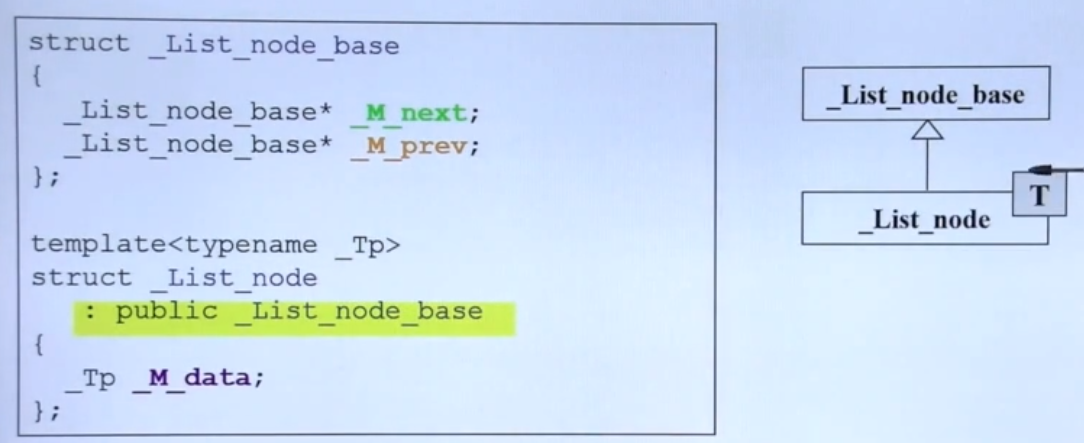 struct _List_node_base
{
_List_node_base* _M_next;
_List_node_base* _M_prev;
};
template<typename _Tp>
struct _List_node
: public _List_node_base
{
_Tp _M_data;
};
_List_node_base
T
_List_node